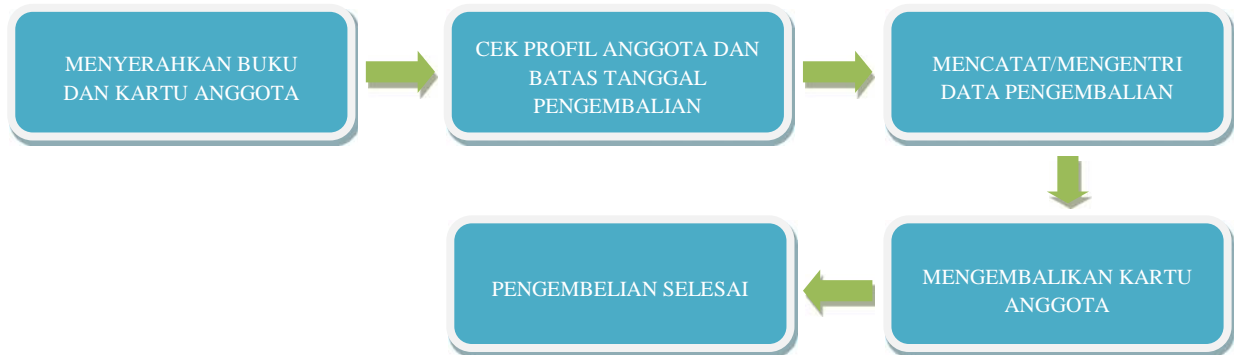 MENYERAHKAN BUKU
DAN KARTU ANGGOTA
CEK PROFIL ANGGOTA DAN
BATAS TANGGAL
PENGEMBALIAN
MENCATAT/MENGENTRI
DATA PENGEMBALIAN
MENGEMBALIKAN KARTU
ANGGOTA
PENGEMBELIAN SELESAI